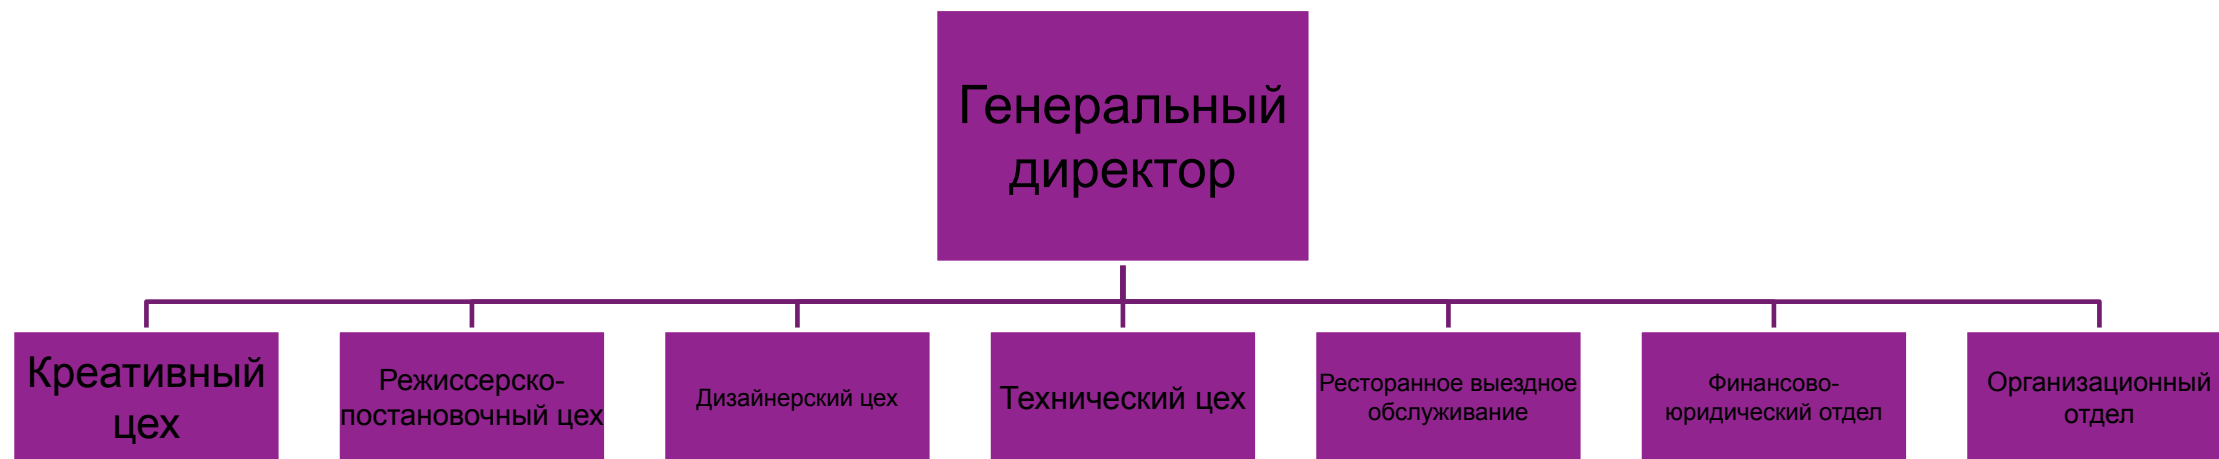 Генеральный
директор
Креативный
цех
Режиссерско-
постановочный цех
Дизайнерский цех
Технический цех
Ресторанное выездное
обслуживание
Финансово-
юридический отдел
Организационный
отдел